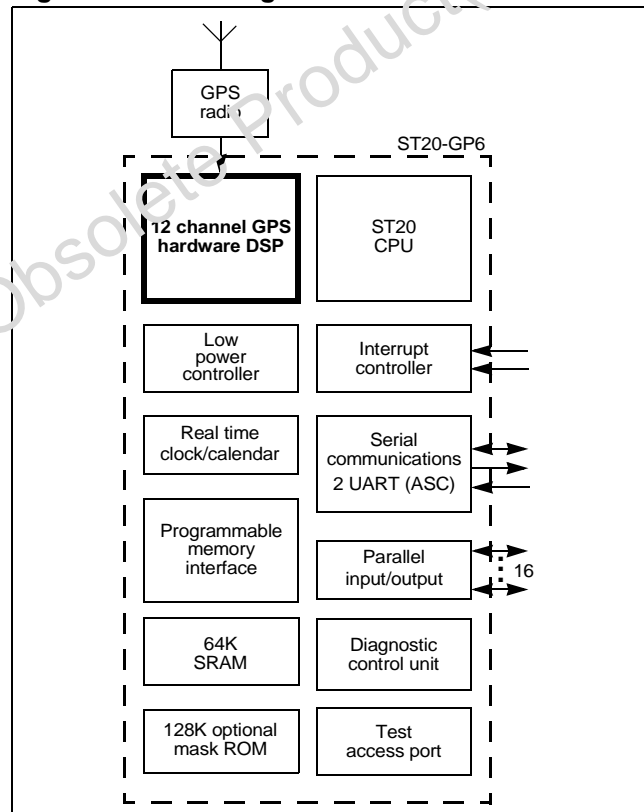 Obsolete Product(
GPS
radio
ST20-GP6
12 channel GPS
hardware DSP
ST20
CPU
Low
power
controller
Interrupt
controller
Real time
clock/calendar
Serial
communications
2 UART (ASC)
Programmable
memory
interface
Parallel
input/output
16
64K
SRAM
Diagnostic
control unit
128K optional
mask ROM
Test
access port